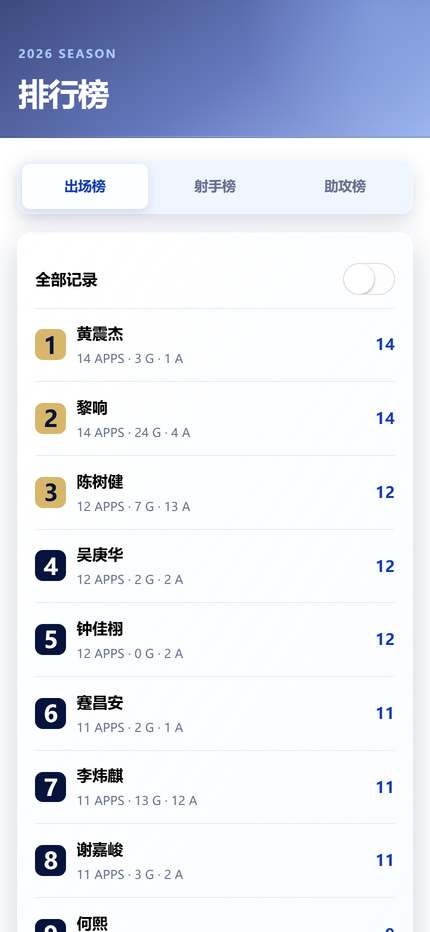 2026 SEASON
排行榜
出场榜 射手榜 助攻榜
全部记录
1 黄震杰 14
14 APPS · 3 G · 1 A
2 黎响 14
14 APPS · 24 G · 4 A
3 陈树健 12
12 APPS · 7 G · 13 A
4 吴庚华 12
12 APPS · 2 G · 2 A
5 钟佳栩 12
12 APPS · 0 G · 2 A
6 蹇昌安 11
11 APPS · 2 G · 1 A
7 李炜麒 11
11 APPS · 13 G · 12 A
8 谢嘉峻 11
11 APPS · 3 G · 2 A
何熙